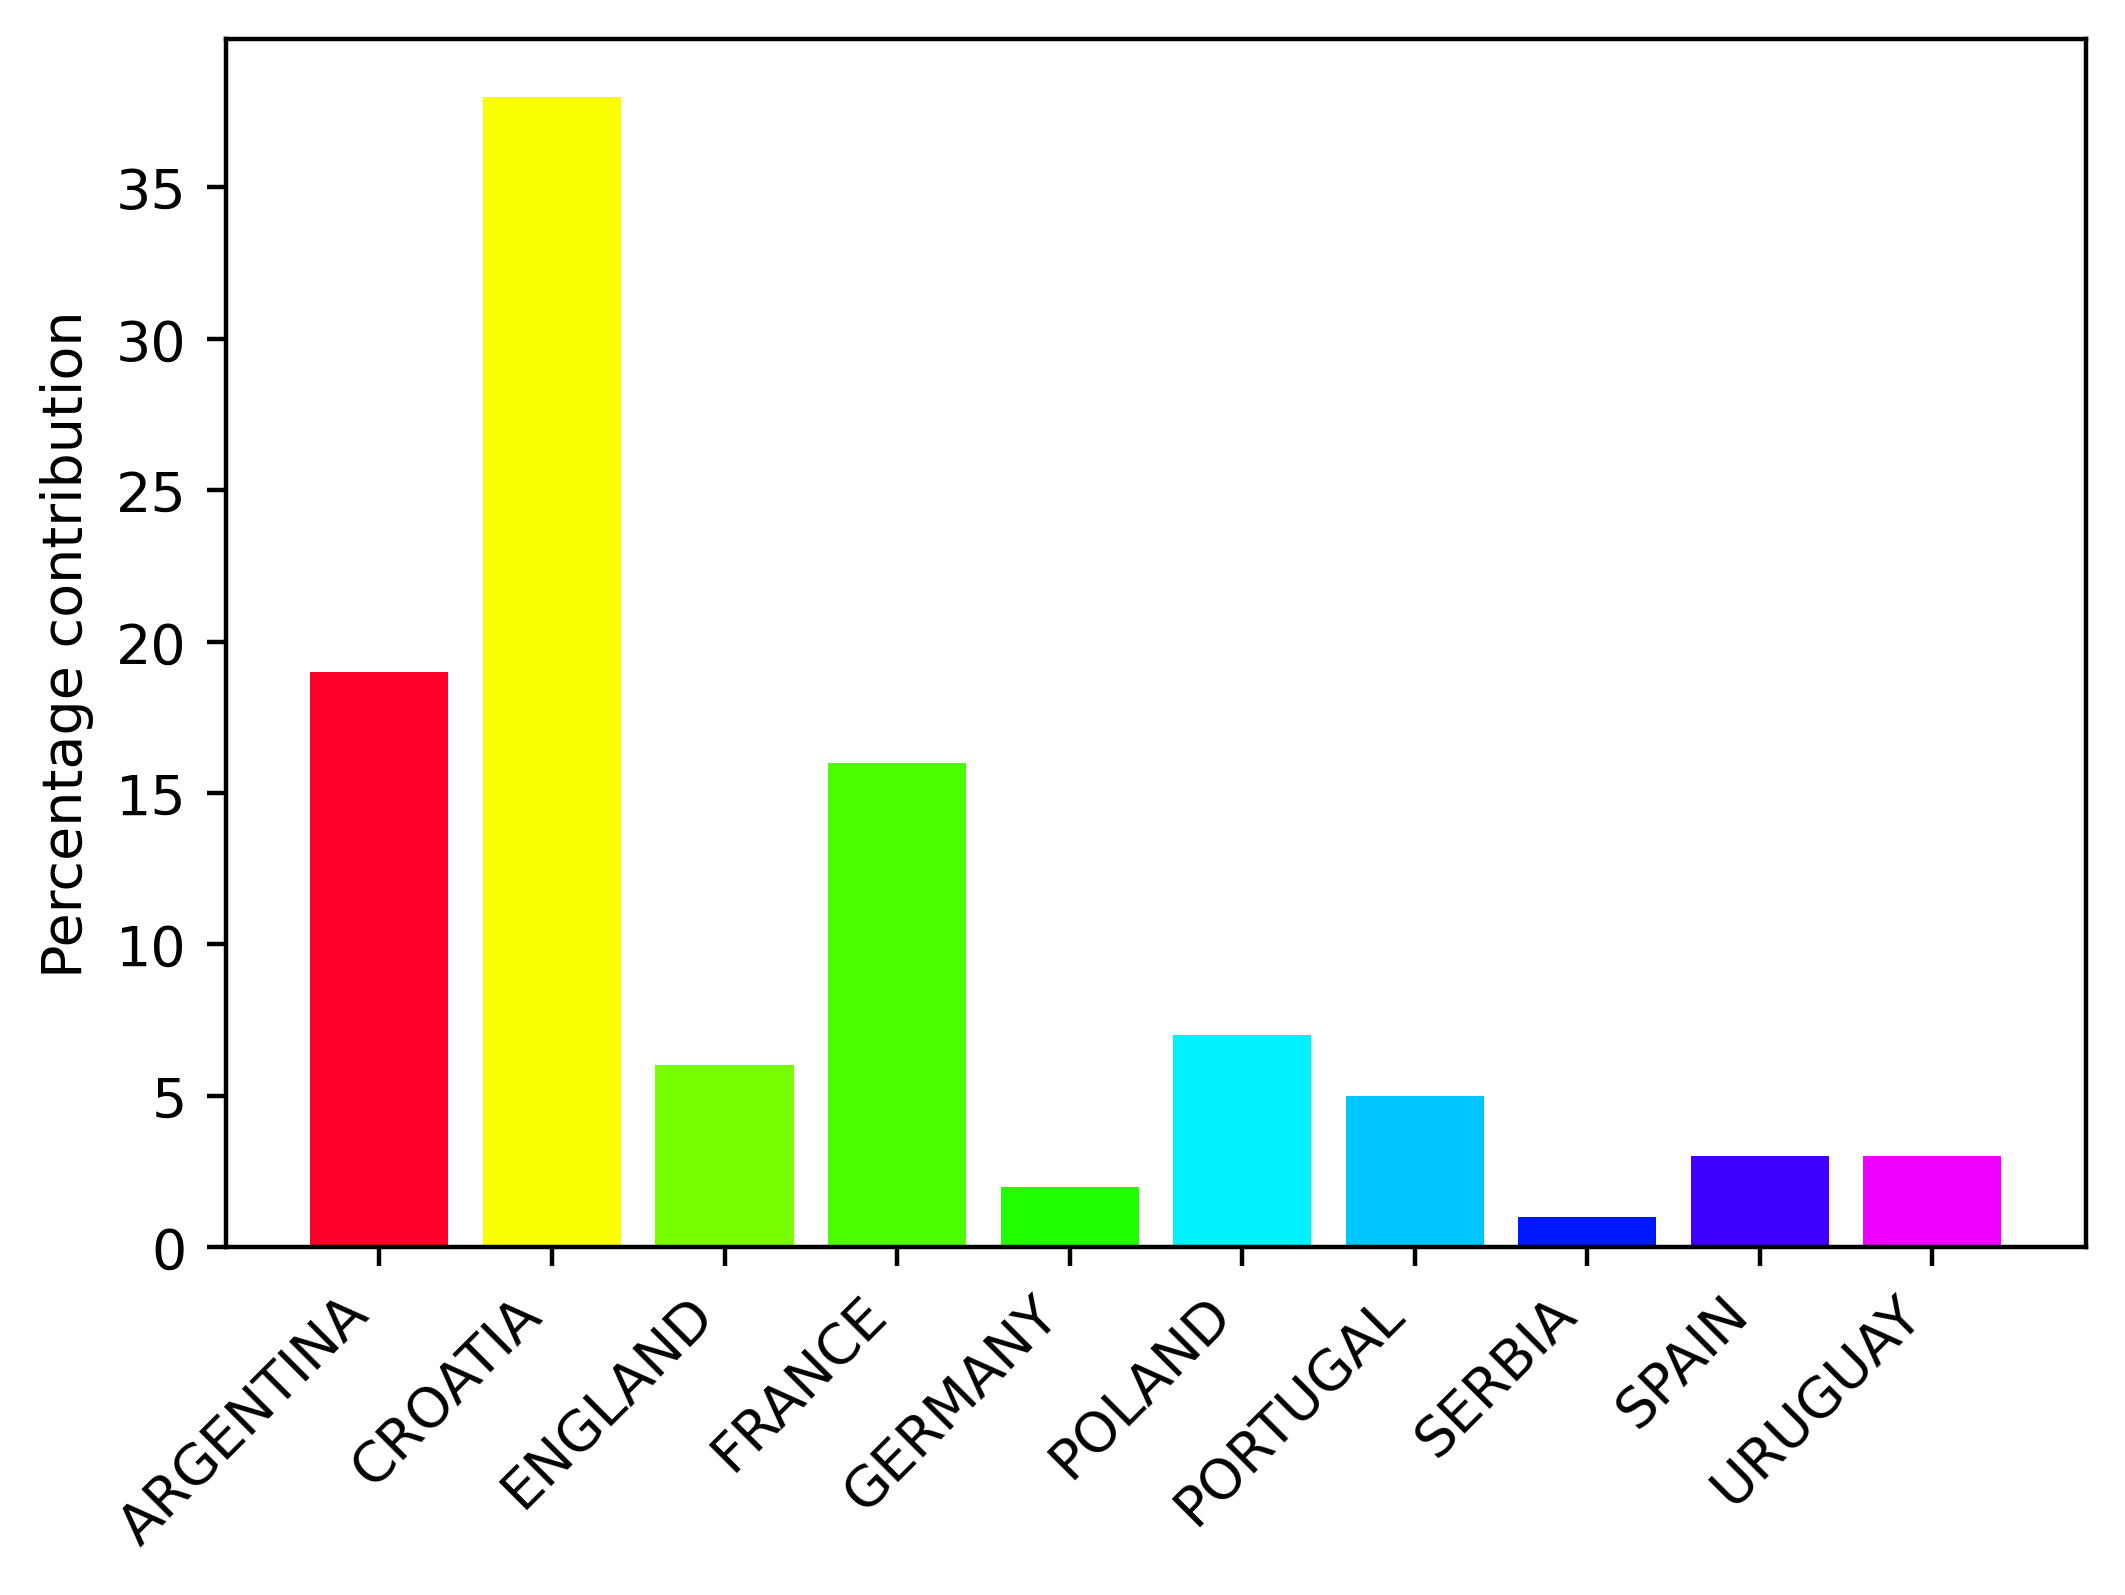 Percentage contribution
35
30
25
20
15
10
5
0
ARGENTINA
CROATIA
ENGLAND
FRANCE
GERMANY
POLAND
PORTUGAL
SERBIA
SPAIN
URUGUAY